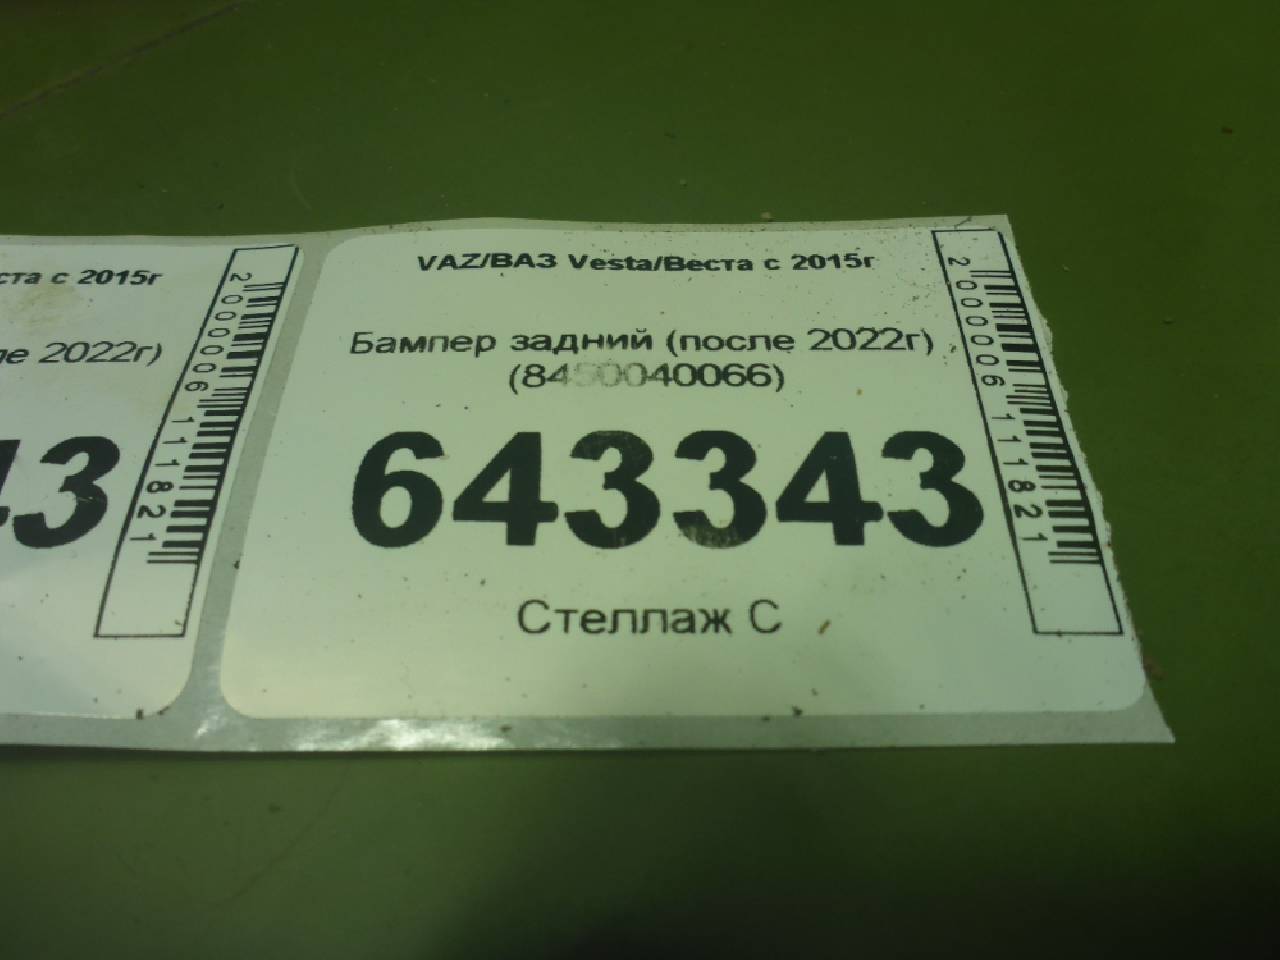 ста с 2015г
ле 2022г)
43
2000006111821
VAZ/ВАЗ Vesta/Веста с 2015г
Бампер задний (после 2022г)
(8450040066)
643343
Стеллаж С
2000006111821